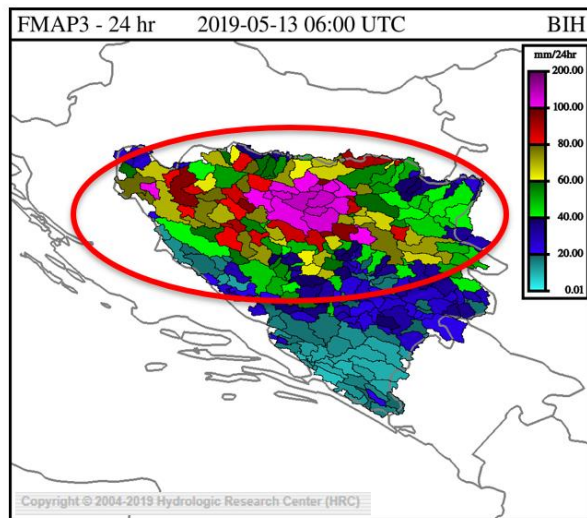 FMAP3 - 24 hr 2019-05-13 06:00 UTC BIH
mm/24hr
200.00
100.00
80.00
60.00
40.00
20.00
0.01
Copyright © 2004-2019 Hydrologic Research Center (HRC)